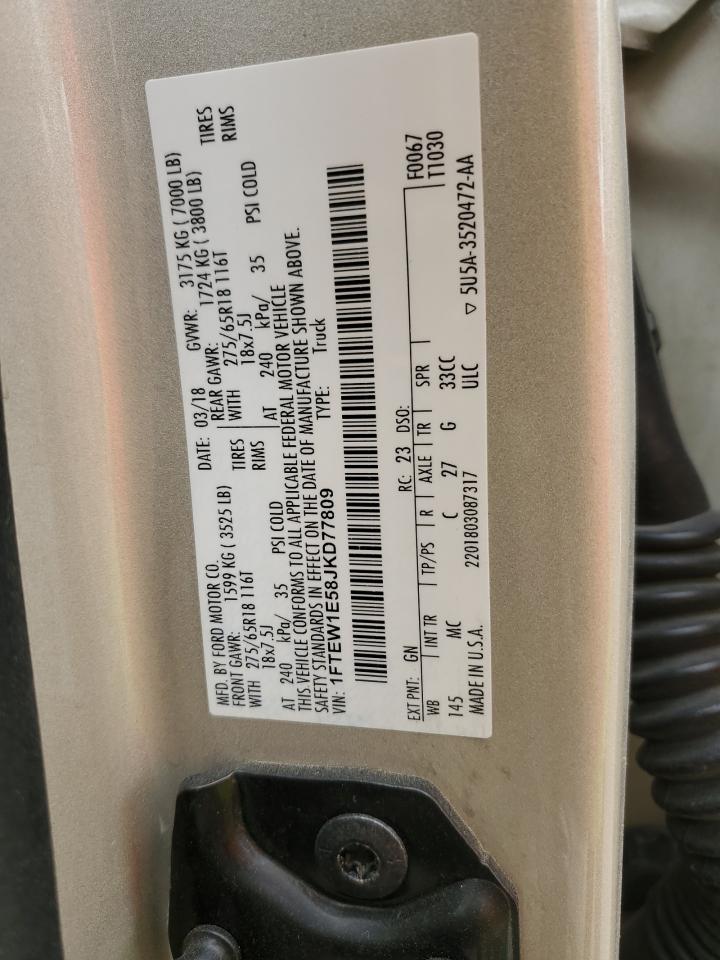 MFD. BY FORD MOTOR CO. DATE: 03/18 GVWR: 3175 KG ( 7000 LB)
FRONT GAWR: 1599 KG ( 3525 LB) REAR GAWR: 1724 KG ( 3800 LB)
WITH 275/65R18 116T TIRES WITH 275/65R18 116T TIRES
18x7.5J RIMS 18x7.5J RIMS
AT 240 kPa/ 35 PSI COLD AT 240 kPa/ 35 PSI COLD
THIS VEHICLE CONFORMS TO ALL APPLICABLE FEDERAL MOTOR VEHICLE
SAFETY STANDARDS IN EFFECT ON THE DATE OF MANUFACTURE SHOWN ABOVE.
VIN: 1FTEW1E58JKD77809 TYPE: Truck
EXT PNT: GN RC: 23 DSO: F0067
WB INT TR TP/PS R AXLE TR SPR T1030
145 MC C 27 G 33CC
MADE IN U.S.A. 2201803087317 ULC ▽ 5U5A-3520472-AA